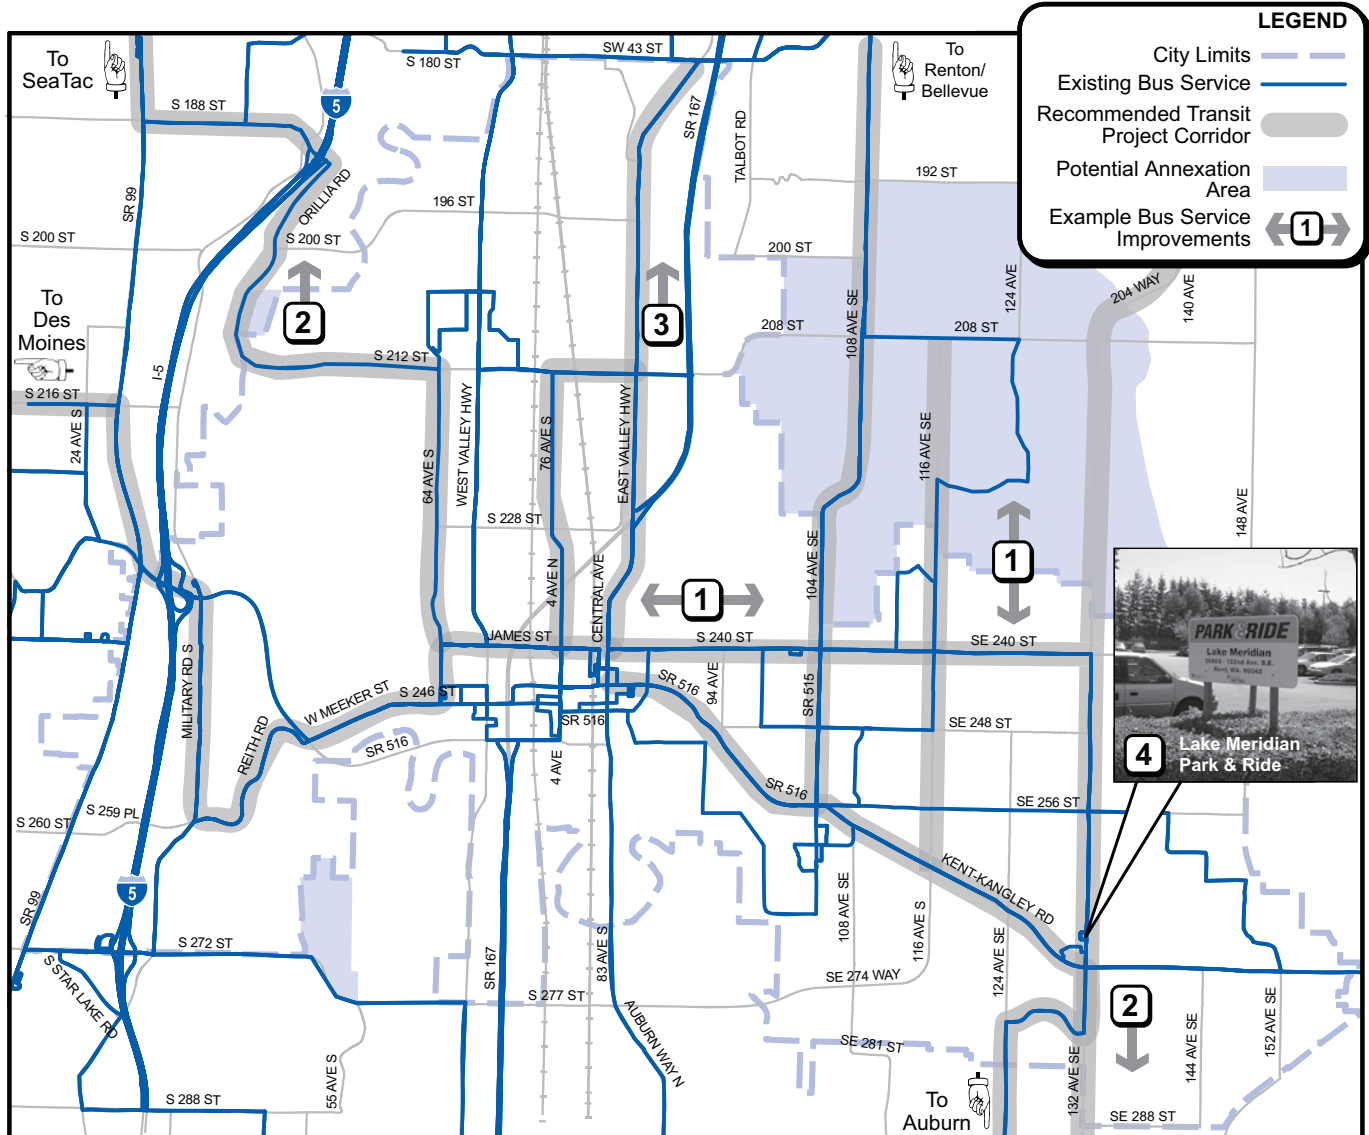 LEGEND
City Limits
Existing Bus Service
Recommended Transit
Project Corridor
Potential Annexation
Area
Example Bus Service
Improvements
1
To
SeaTac
To
Renton/
Bellevue
To
Des
Moines
To
Auburn
S 180 ST
SW 43 ST
S 188 ST
5
SR 167
TALBOT RD
192 ST
SR 99
ORILLIA RD
196 ST
S 200 ST
S 200 ST
200 ST
124 AVE
204 WAY
140 AVE
2
3
108 AVE SE
208 ST
208 ST
I-5
S 212 ST
S 216 ST
24 AVE S
64 AVE S
WEST VALLEY HWY
76 AVE S
EAST VALLEY HWY
116 AVE SE
148 AVE
S 228 ST
4 AVE N
CENTRAL AVE
104 AVE SE
1
1
JAMES ST
S 240 ST
SE 240 ST
PARK & RIDE
Lake Meridian
26805 - 132nd Ave. S.E.
Kent, WA. 98042
4
Lake Meridian
Park & Ride
MILITARY RD S
REITH RD
W MEEKER ST
S 246 ST
SR 516
SR 516
SR 516
94 AVE
SR 515
SE 248 ST
4 AVE
SR 516
SE 256 ST
S 259 PL
S 260 ST
KENT-KANGLEY RD
5
SR 99
S 272 ST
S STAR LAKE RD
SR 167
83 AVE S
108 AVE SE
116 AVE S
124 AVE SE
SE 274 WAY
S 277 ST
AUBURN WAY N
SE 281 ST
2
132 AVE SE
144 AVE SE
152 AVE SE
55 AVE S
S 288 ST
SE 288 ST